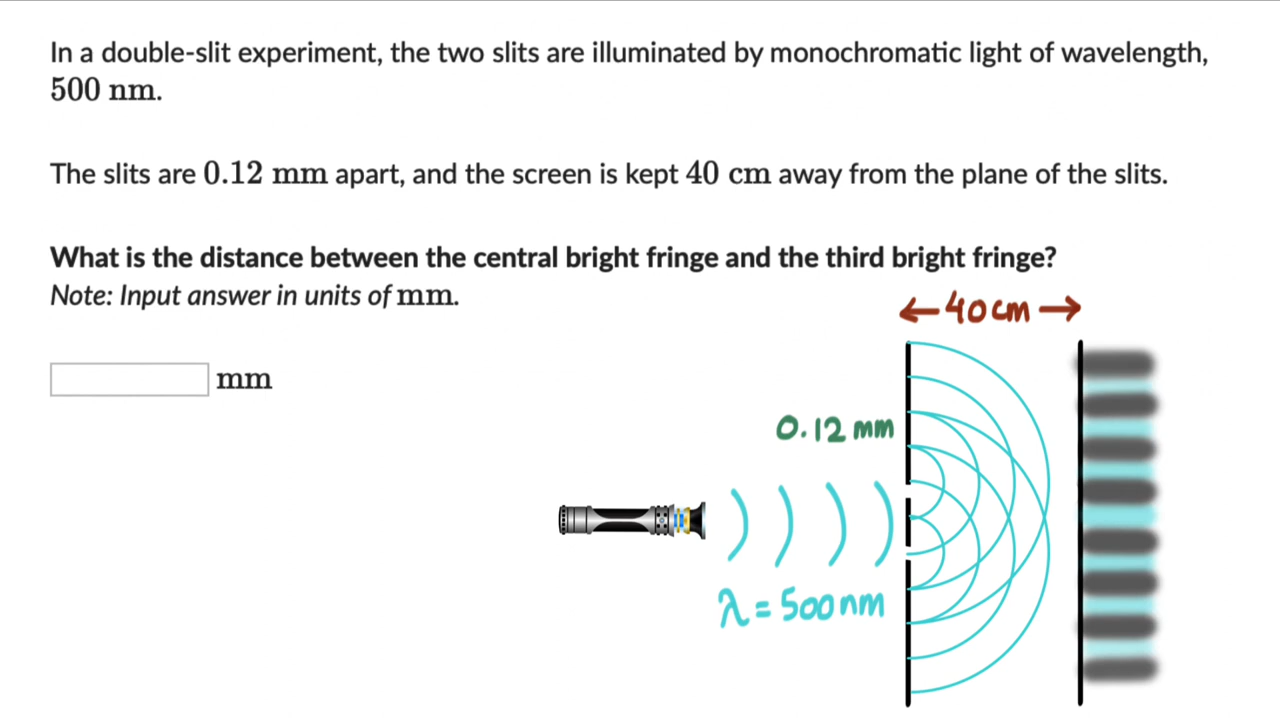 In a double-slit experiment, the two slits are illuminated by monochromatic light of wavelength,
500 nm.
The slits are 0.12 mm apart, and the screen is kept 40 cm away from the plane of the slits.
What is the distance between the central bright fringe and the third bright fringe?
Note: Input answer in units of mm.
←40cm→
mm
0.12 mm
λ = 500nm